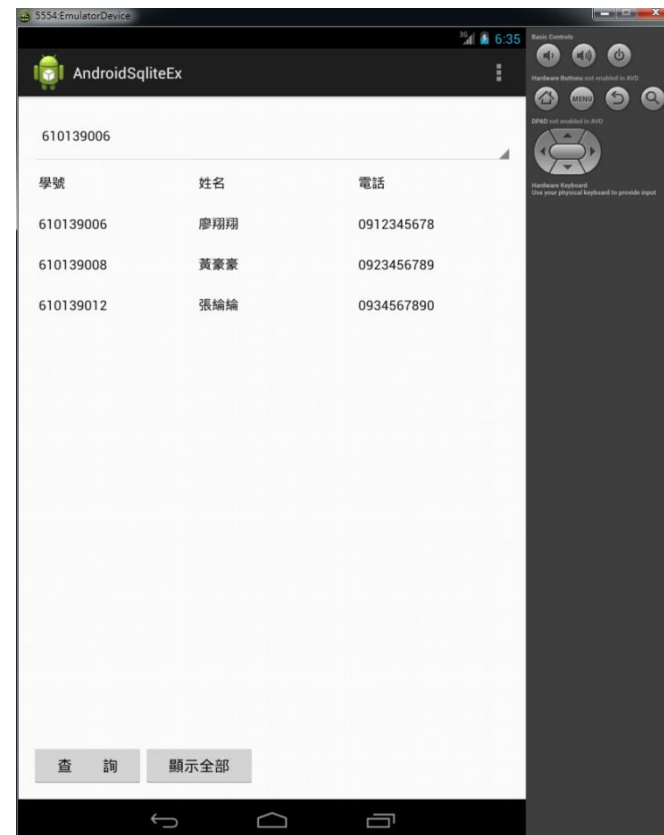 5554:EmulatorDevice
3G 6:35
AndroidSqliteEx
610139006
學號 姓名 電話
610139006 廖翔翔 0912345678
610139008 黃豪豪 0923456789
610139012 張綸綸 0934567890
查 詢 顯示全部
Basic Controls
Hardware Buttons not enabled in AVD
MENU
DPAD not enabled in AVD
Hardware Keyboard
Use your physical keyboard to provide input